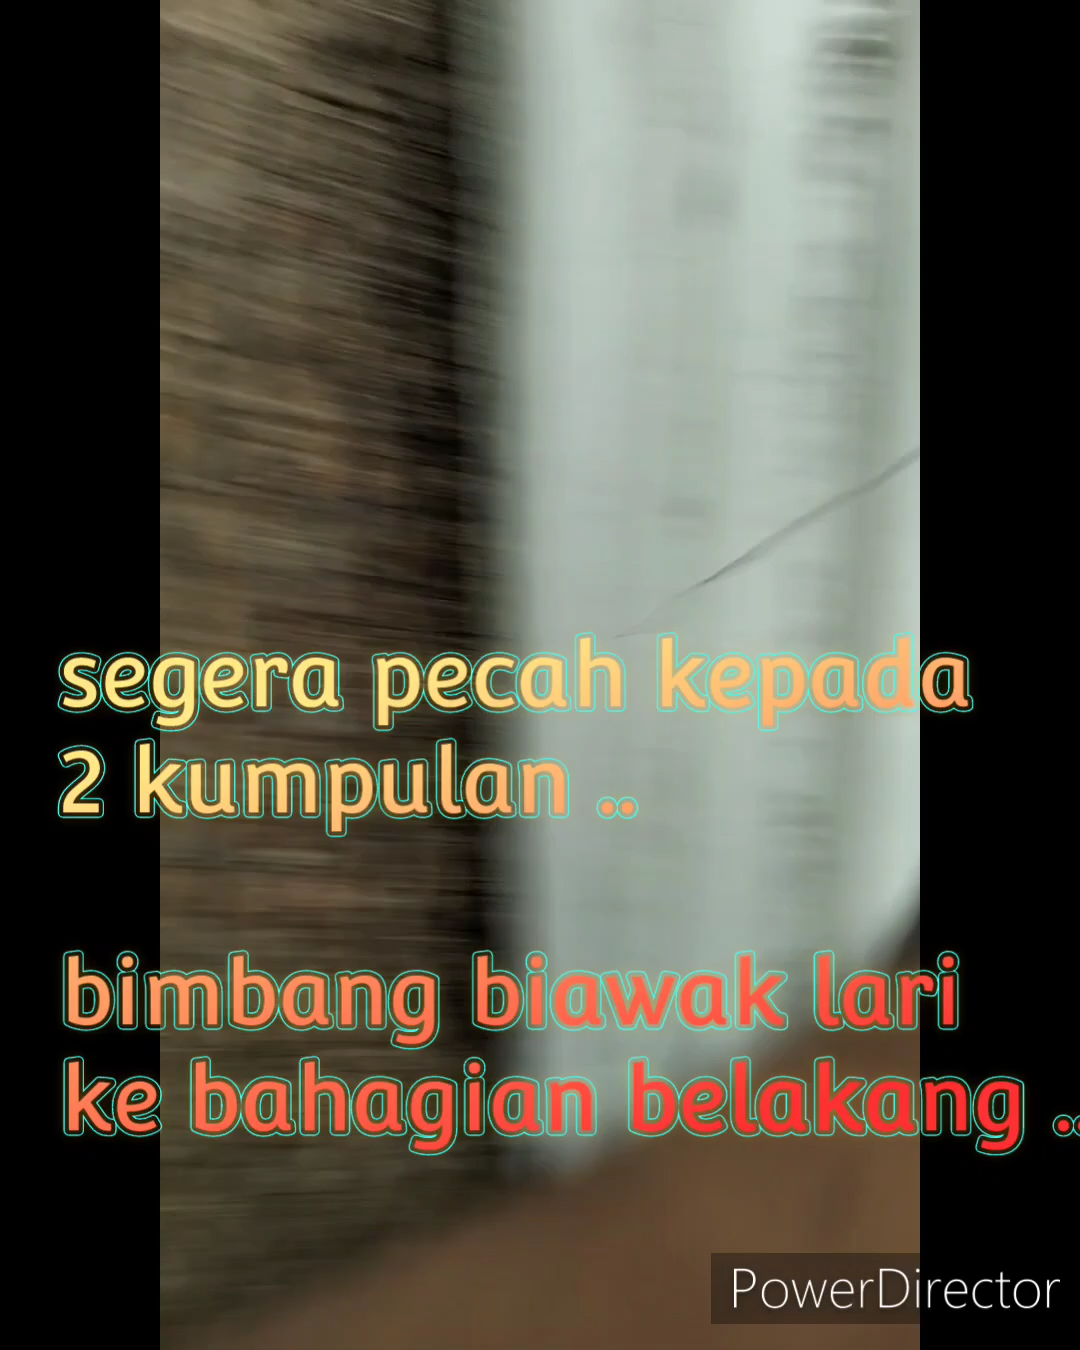 segera pecah kepada
2 kumpulan ..
bimbang biawak lari
ke bahagian belakang ..
PowerDirector